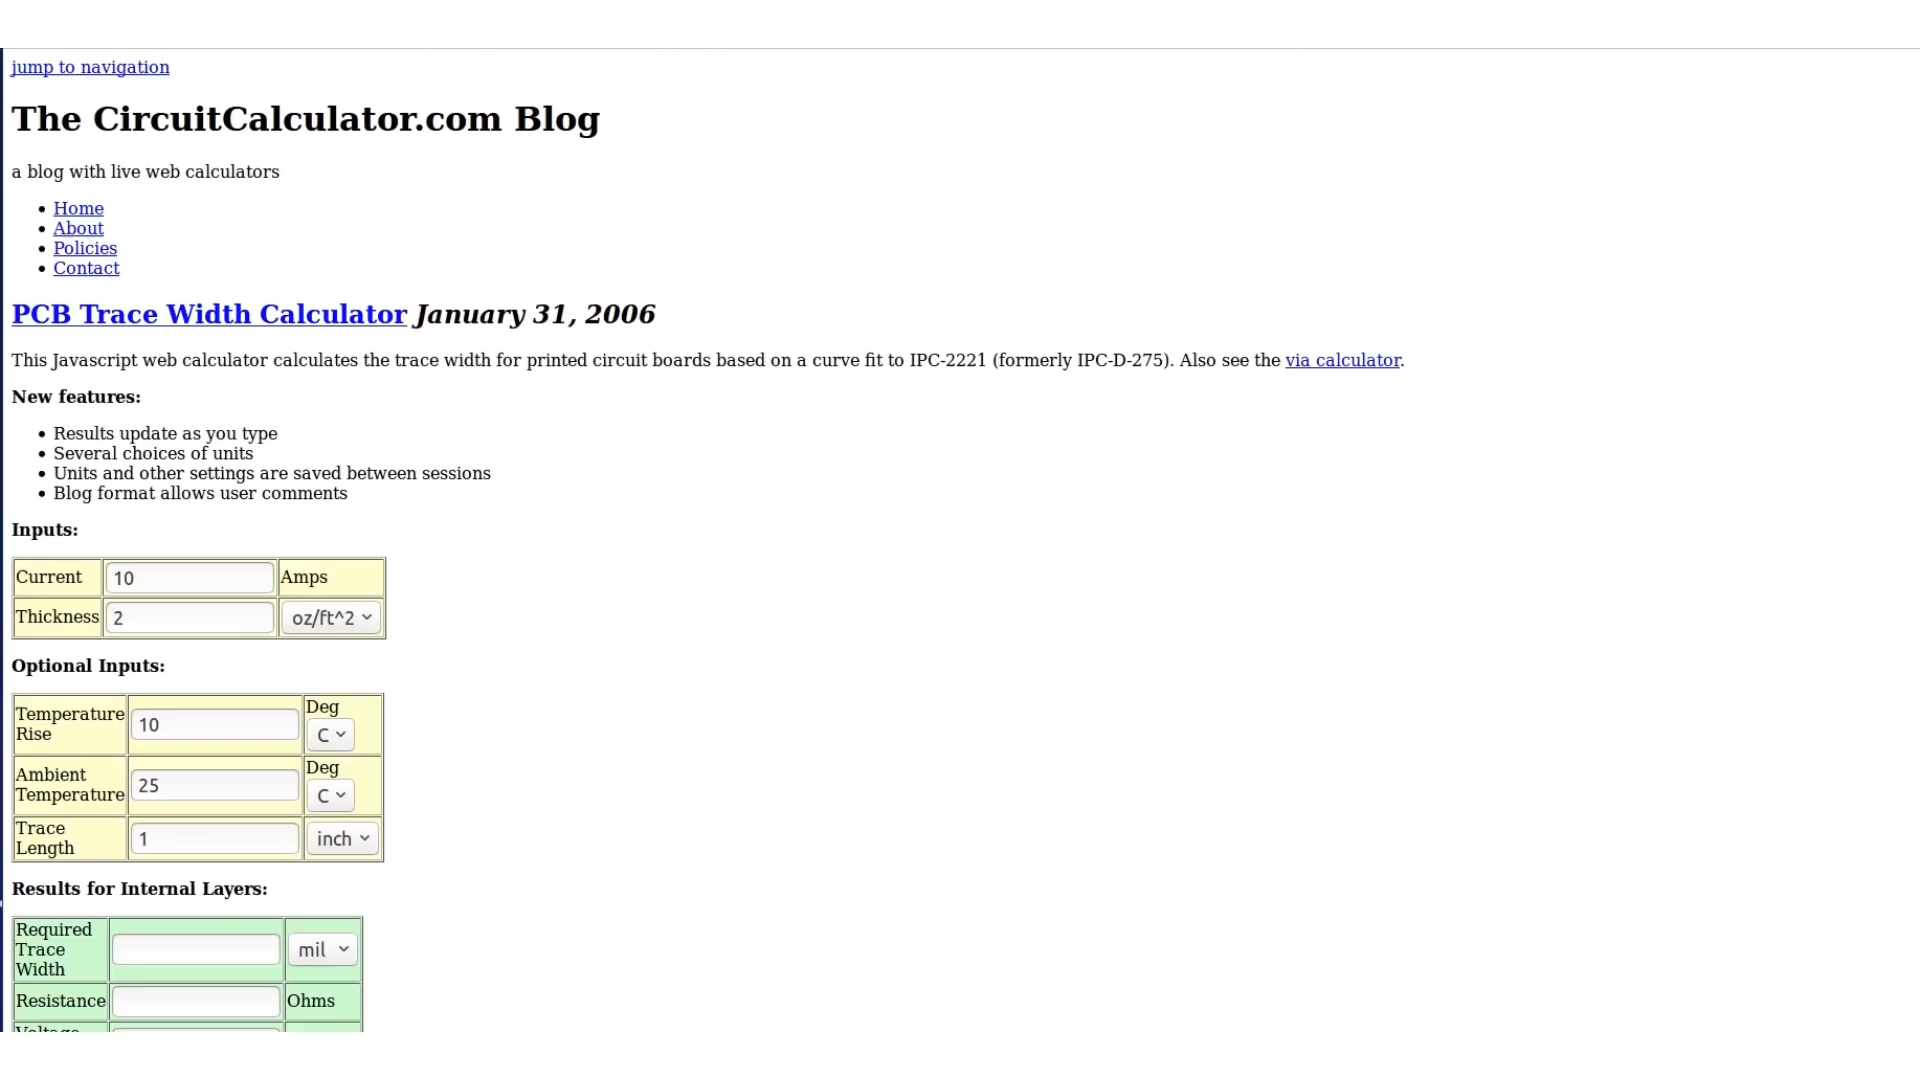 jump to navigation
The CircuitCalculator.com Blog
a blog with live web calculators
Home
About
Policies
Contact
PCB Trace Width Calculator January 31, 2006
This Javascript web calculator calculates the trace width for printed circuit boards based on a curve fit to IPC-2221 (formerly IPC-D-275). Also see the via calculator.
New features:
Results update as you type
Several choices of units
Units and other settings are saved between sessions
Blog format allows user comments
Inputs:
Current 10 Amps
Thickness 2 oz/ft^2
Optional Inputs:
Temperature Rise 10 Deg C
Ambient Temperature 25 Deg C
Trace Length 1 inch
Results for Internal Layers:
Required Trace Width mil
Resistance Ohms
Voltage